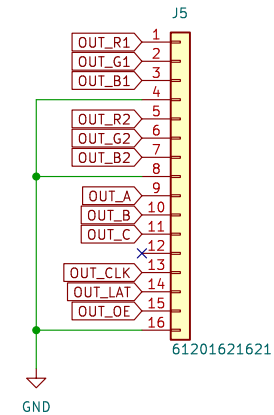 J5
OUT_R1 1
OUT_G1 2
OUT_B1 3
4
OUT_R2 5
OUT_G2 6
OUT_B2 7
8
OUT_A 9
OUT_B 10
OUT_C 11
12
OUT_CLK 13
OUT_LAT 14
OUT_OE 15
16
61201621621
GND